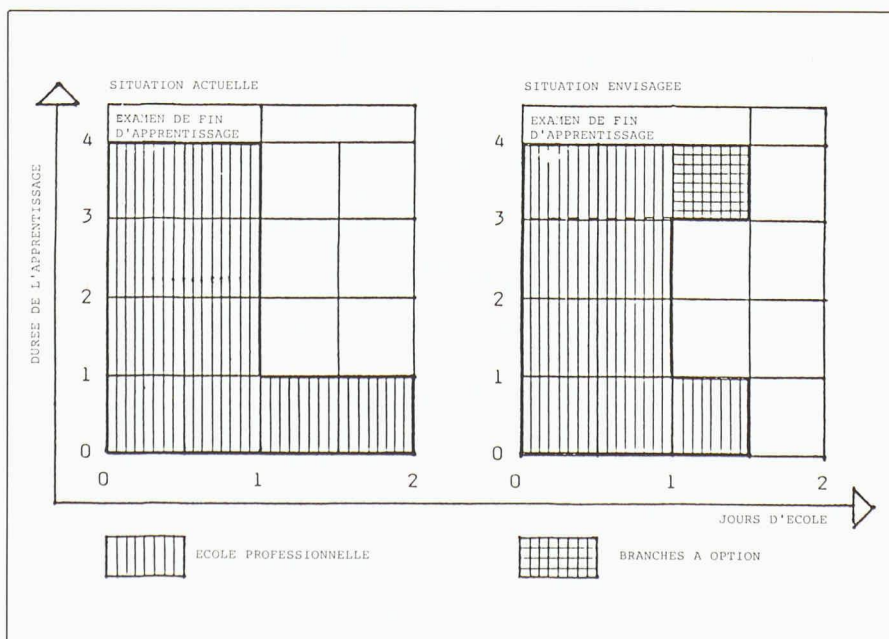 SITUATION ACTUELLE
EXAMEN DE FIN
D'APPRENTISSAGE
4
3
2
1
0
0 1 2
SITUATION ENVISAGEE
EXAMEN DE FIN
D'APPRENTISSAGE
4
3
2
1
0
0 1 2
DUREE DE L'APPRENTISSAGE
JOURS D'ECOLE
ECOLE PROFESSIONNELLE
BRANCHES A OPTION